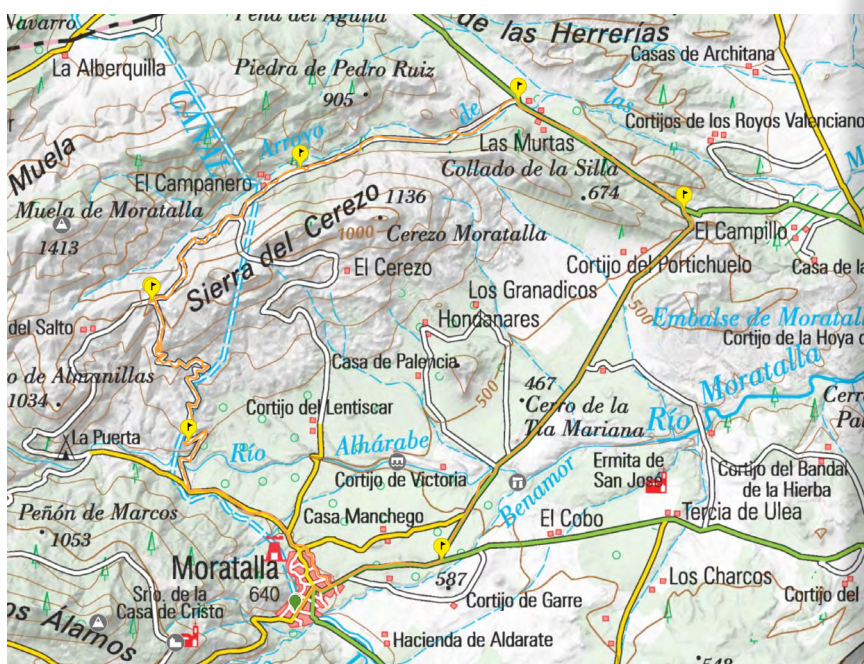 Navarro
Peña del Águila
de las Herrerías
La Alberquilla
Casas de Architana
Piedra de Pedro Ruiz
905
Arroyo
de
las
Cortijos de los Royos Valenciano
Las Murtas
Muela
Collado de la Silla
El Campanero
674
Muela de Moratalla
1136
1000
Cerezo Moratalla
El Campillo
1413
Sierra del Cerezo
El Cerezo
Cortijo del Portichuelo
Casa de la
Los Granadicos
500
del Salto
Hondanares
Embalse de Moratall
Cortijo de la Hoya d
Casa de Palencia
o de Almanillas
467
Moratalla
1034
500
Cortijo del Lentiscar
Cerro de la
Tía Mariana
Río
Cerr
La Puerta
Río
Alhárabe
Ermita de
San José
Cortijo de Victoria
Cortijo del Bandal
de la Hierba
Benamor
Peñón de Marcos
Casa Manchego
El Cobo
Tercia de Ulea
1053
Moratalla
640
587
Los Charcos
Srio. de la
Casa de Cristo
Cortijo de Garre
Cortijo del
os Álamos
Hacienda de Aldarate
548